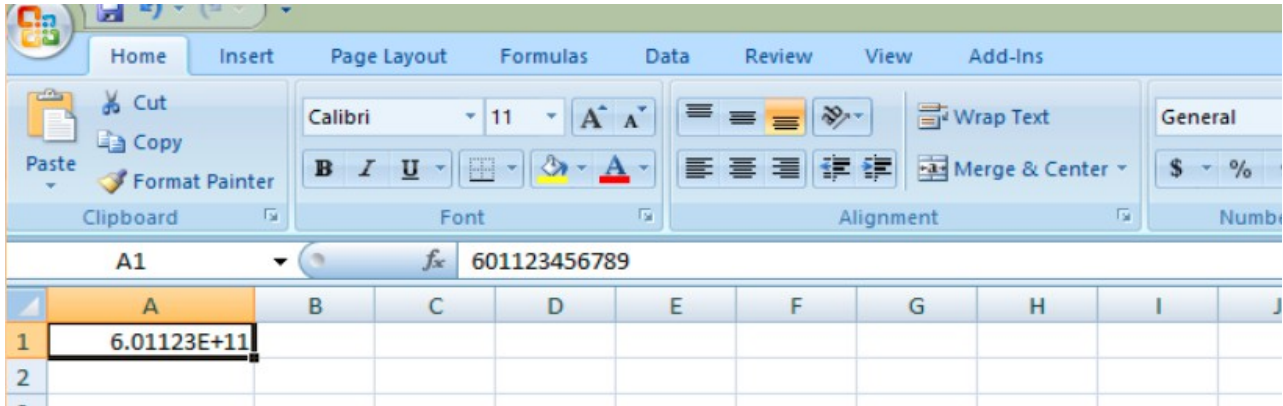 Home Insert Page Layout Formulas Data Review View Add-Ins
Cut
Copy
Paste
Format Painter
Clipboard
Calibri 11 A A
B I U A
Font
Wrap Text
Merge & Center
Alignment
General
$ %
A1 fx 601123456789
A B C D E F G H I
1 6.01123E+11
2